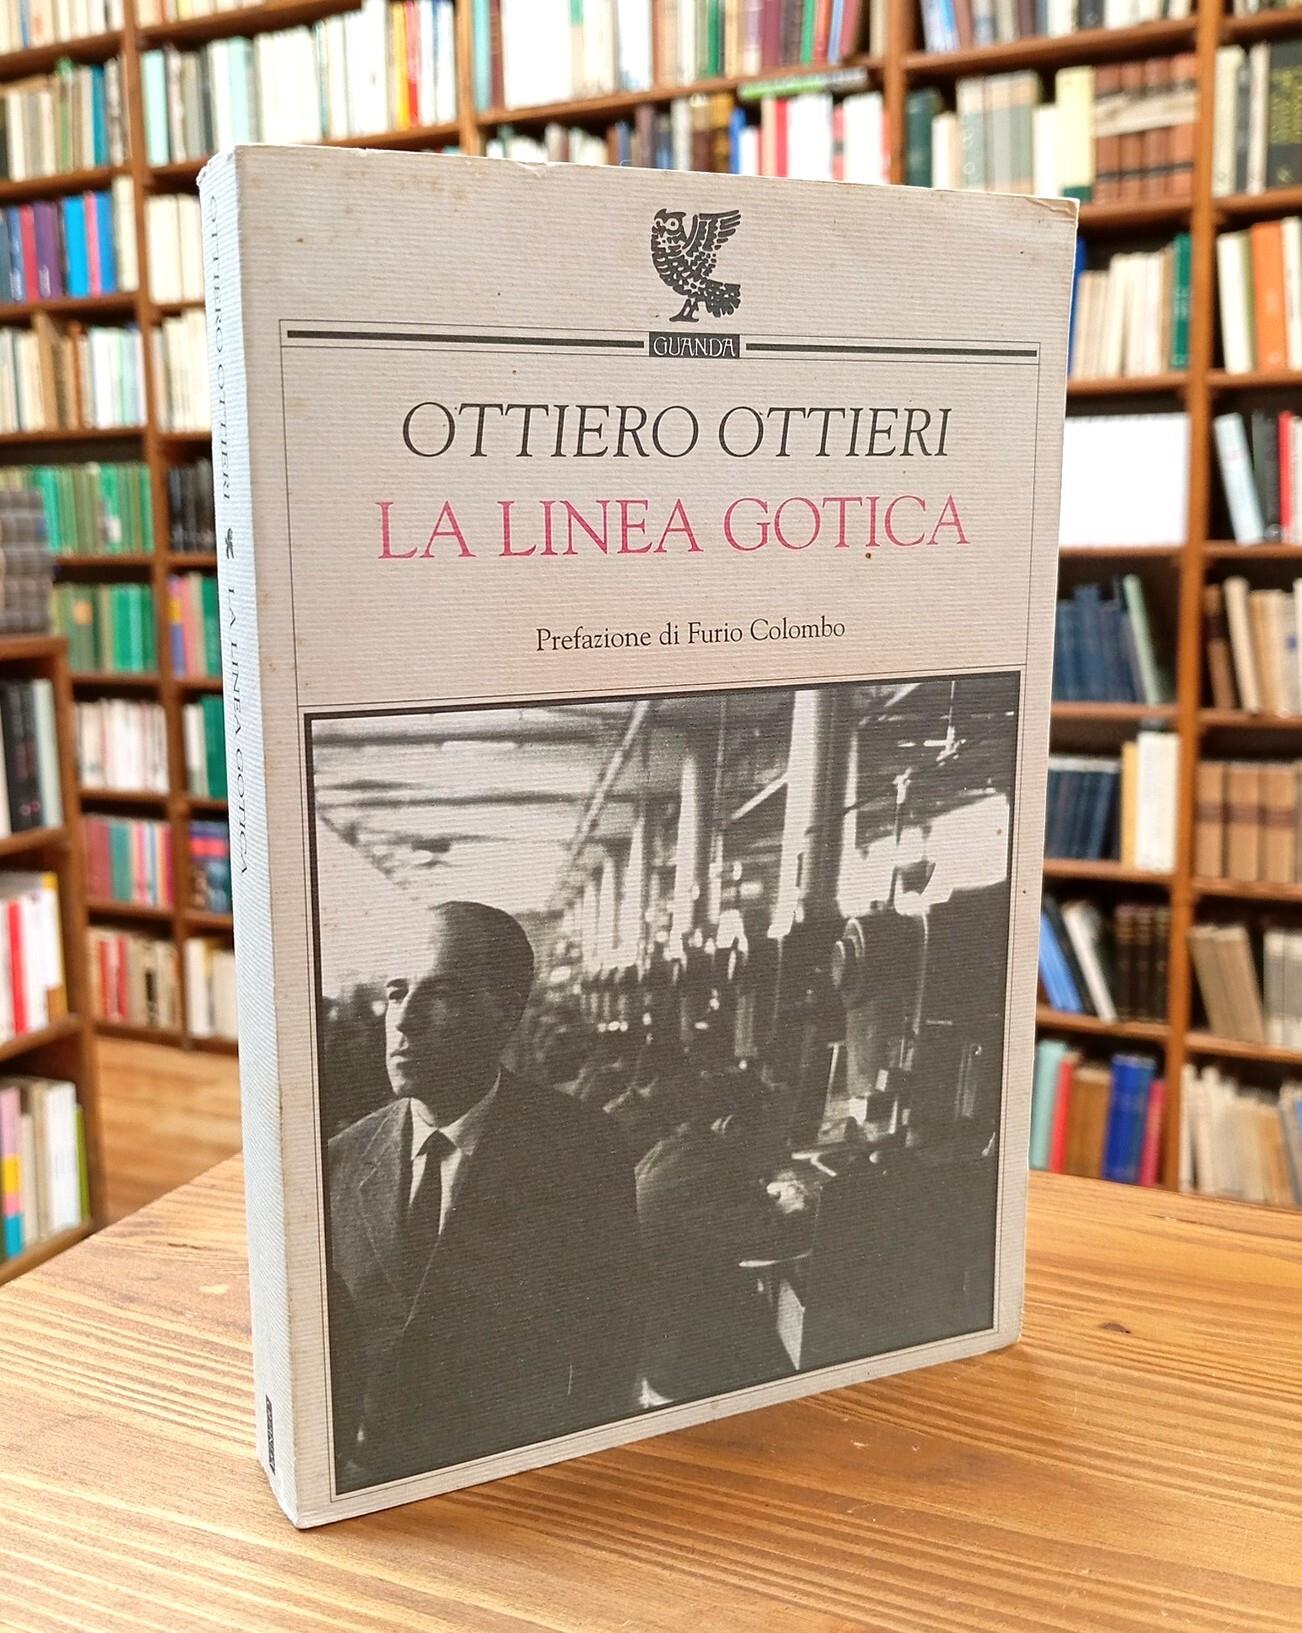 GUANDA
OTTIERO OTTIERI
LA LINEA GOTICA
Prefazione di Furio Colombo
OTTIERO OTTIERI LA LINEA GOTICA